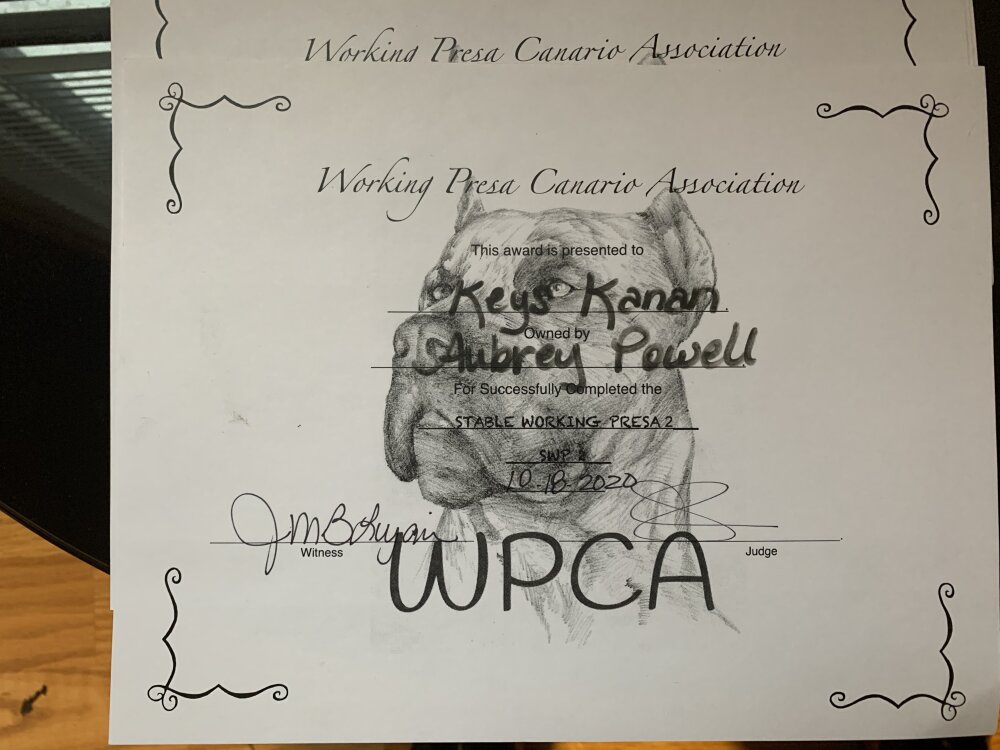 Working Presa Canario Association
Working Presa Canario Association
This award is presented to
Keys Kanan
Owned by
Aubrey Powell
For Successfully Completed the
STABLE WORKING PRESA 2
SWP 2
10.18.2020
Witness
Judge
WPCA